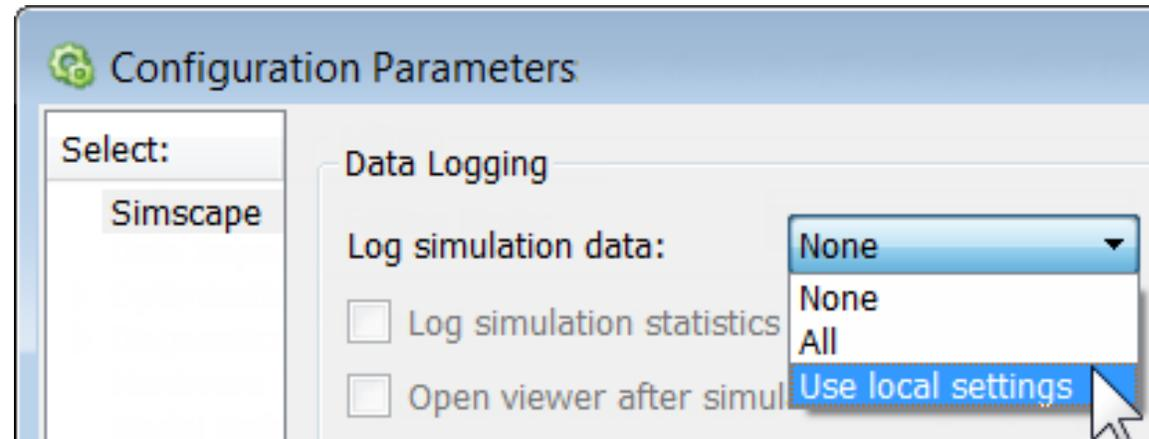 Configuration Parameters
Select:
Simscape
Data Logging
Log simulation data:
None
None
All
Use local settings
Log simulation statistics
Open viewer after simul